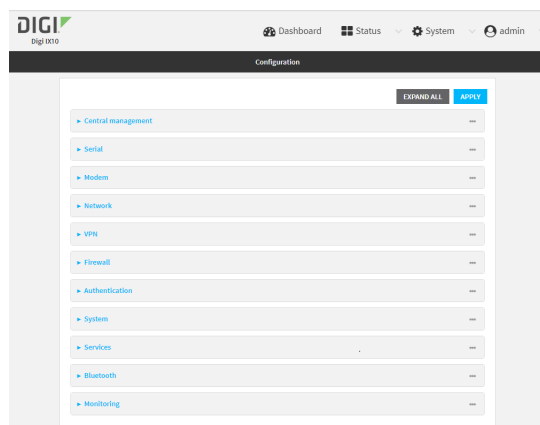 DIGI
Digi IX10
Dashboard Status System admin
Configuration
EXPAND ALL APPLY
Central management
Serial
Modem
Network
VPN
Firewall
Authentication
System
Services
Bluetooth
Monitoring